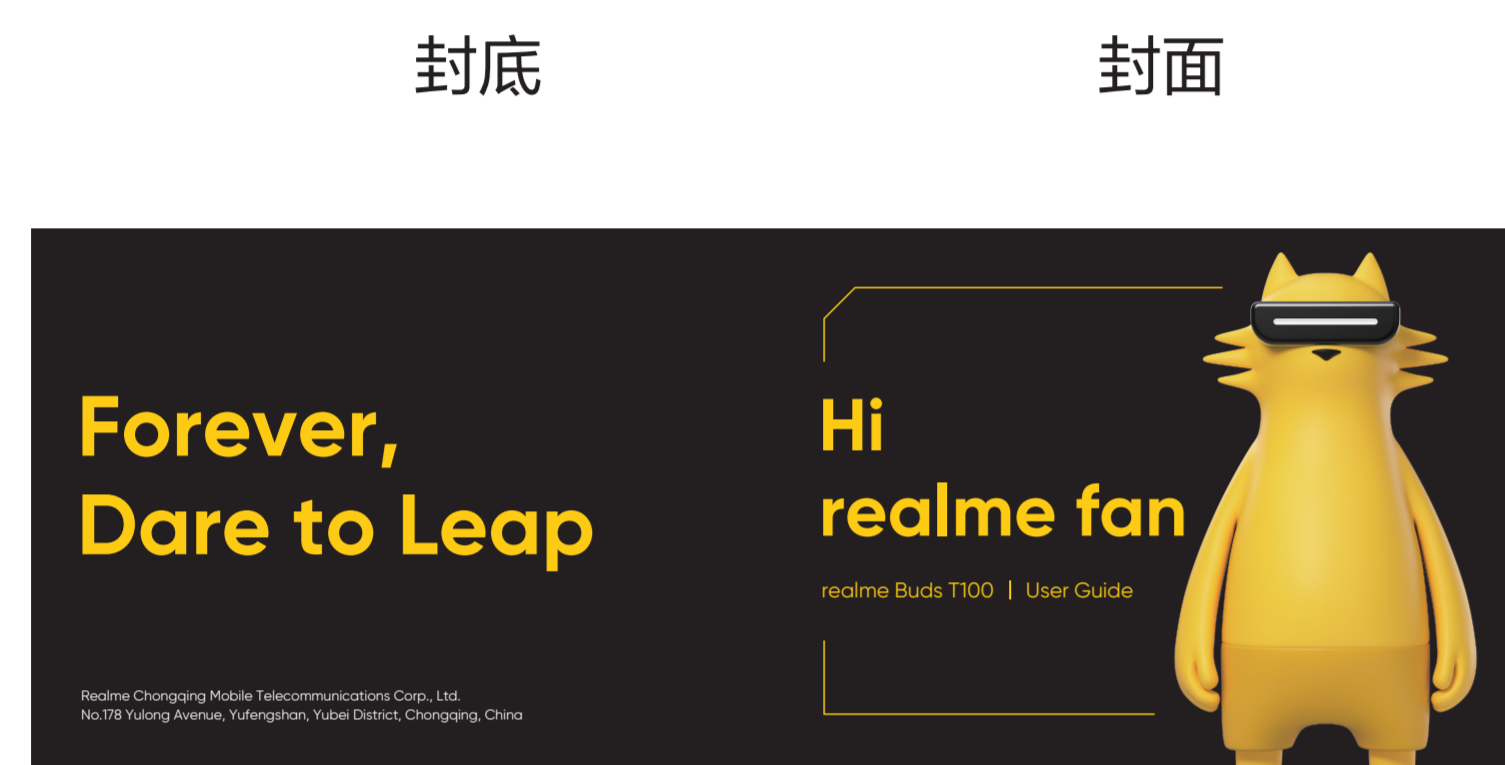 封底
封面
Forever,
Dare to Leap
Realme Chongqing Mobile Telecommunications Corp., Ltd.
No.178 Yulong Avenue, Yufengshan, Yubei District, Chongqing, China
Hi
realme fan
realme Buds T100 | User Guide